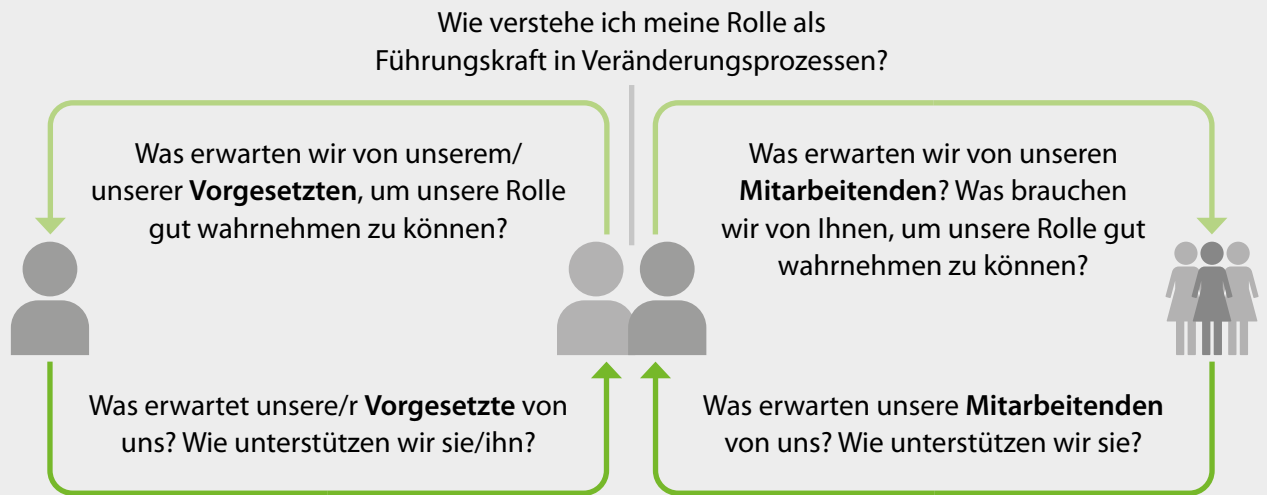 Wie verstehe ich meine Rolle als
Führungskraft in Veränderungsprozessen?
Was erwarten wir von unserem/
unserer Vorgesetzten, um unsere Rolle
gut wahrnehmen zu können?
Was erwarten wir von unseren
Mitarbeitenden? Was brauchen
wir von Ihnen, um unsere Rolle gut
wahrnehmen zu können?
Was erwartet unsere/r Vorgesetzte von
uns? Wie unterstützen wir sie/ihn?
Was erwarten unsere Mitarbeitenden
von uns? Wie unterstützen wir sie?